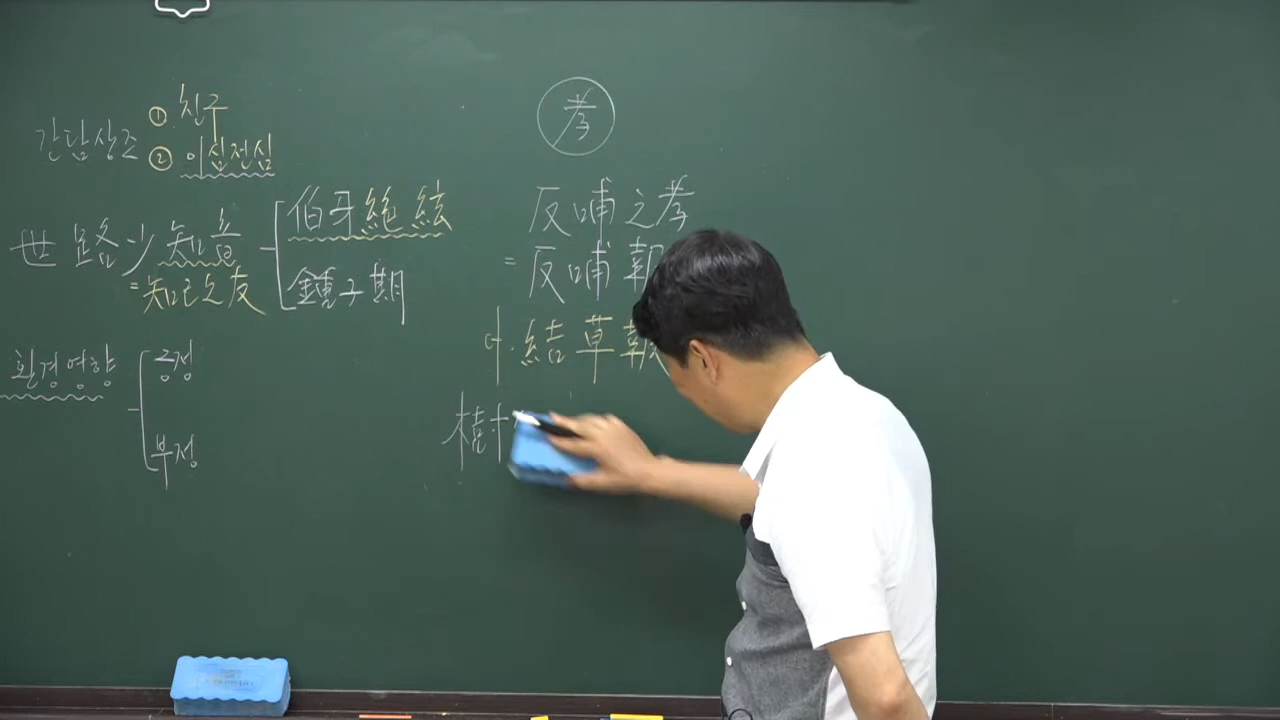 간담상조 ① 친구
② 이심전심
世路少知音 伯牙絶絃
=知己之友 鍾子期
환경영향 긍정
부정
孝
反哺之孝
= 反哺
cf. 結草
樹